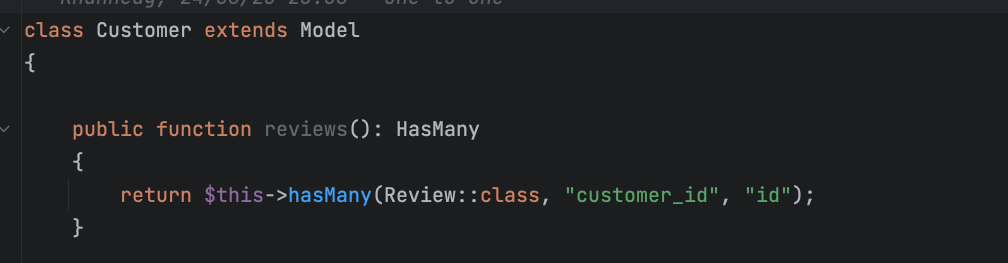 class Customer extends Model
{
public function reviews(): HasMany
{
return $this->hasMany(Review::class, "customer_id", "id");
}